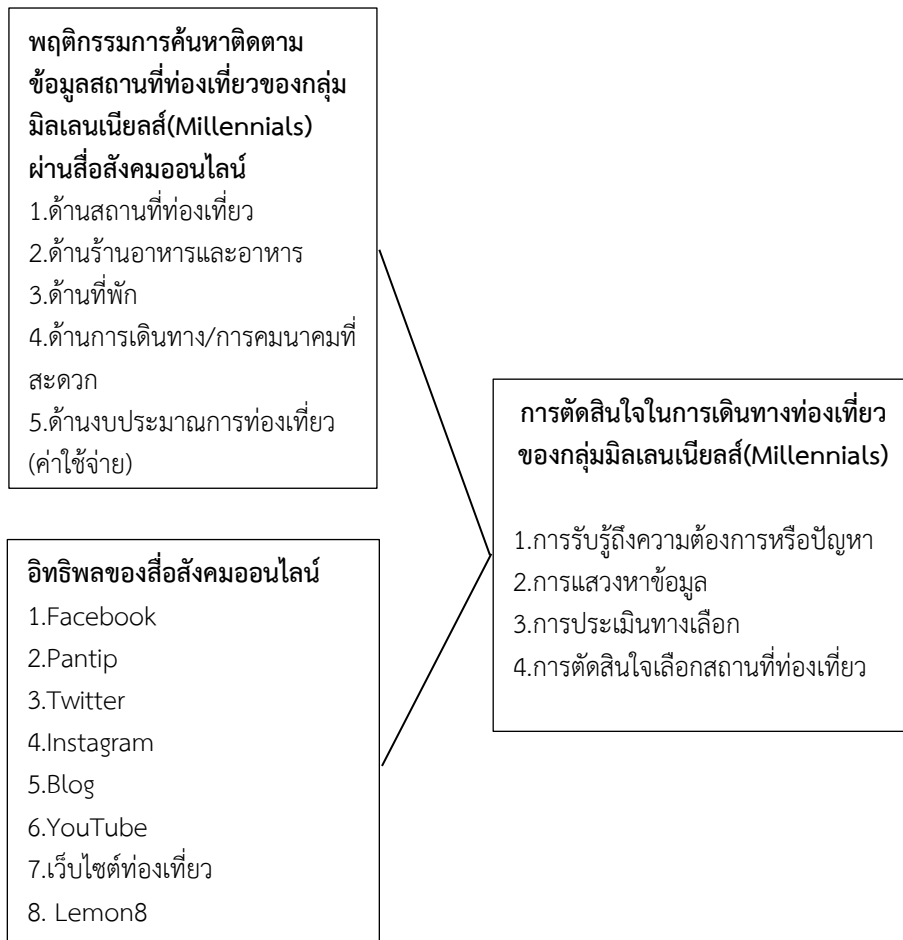 พฤติกรรมการค้นหาติดตาม
ข้อมูลสถานที่ท่องเที่ยวของกลุ่ม
มิลเลนเนียลส์(Millennials)
ผ่านสื่อสังคมออนไลน์
1.ด้านสถานที่ท่องเที่ยว
2.ด้านร้านอาหารและอาหาร
3.ด้านที่พัก
4.ด้านการเดินทาง/การคมนาคมที่
สะดวก
5.ด้านงบประมาณการท่องเที่ยว
(ค่าใช้จ่าย)
อิทธิพลของสื่อสังคมออนไลน์
1.Facebook
2.Pantip
3.Twitter
4.Instagram
5.Blog
6.YouTube
7.เว็บไซต์ท่องเที่ยว
8. Lemon8
การตัดสินใจในการเดินทางท่องเที่ยว
ของกลุ่มมิลเลนเนียลส์(Millennials)
1.การรับรู้ถึงความต้องการหรือปัญหา
2.การแสวงหาข้อมูล
3.การประเมินทางเลือก
4.การตัดสินใจเลือกสถานที่ท่องเที่ยว